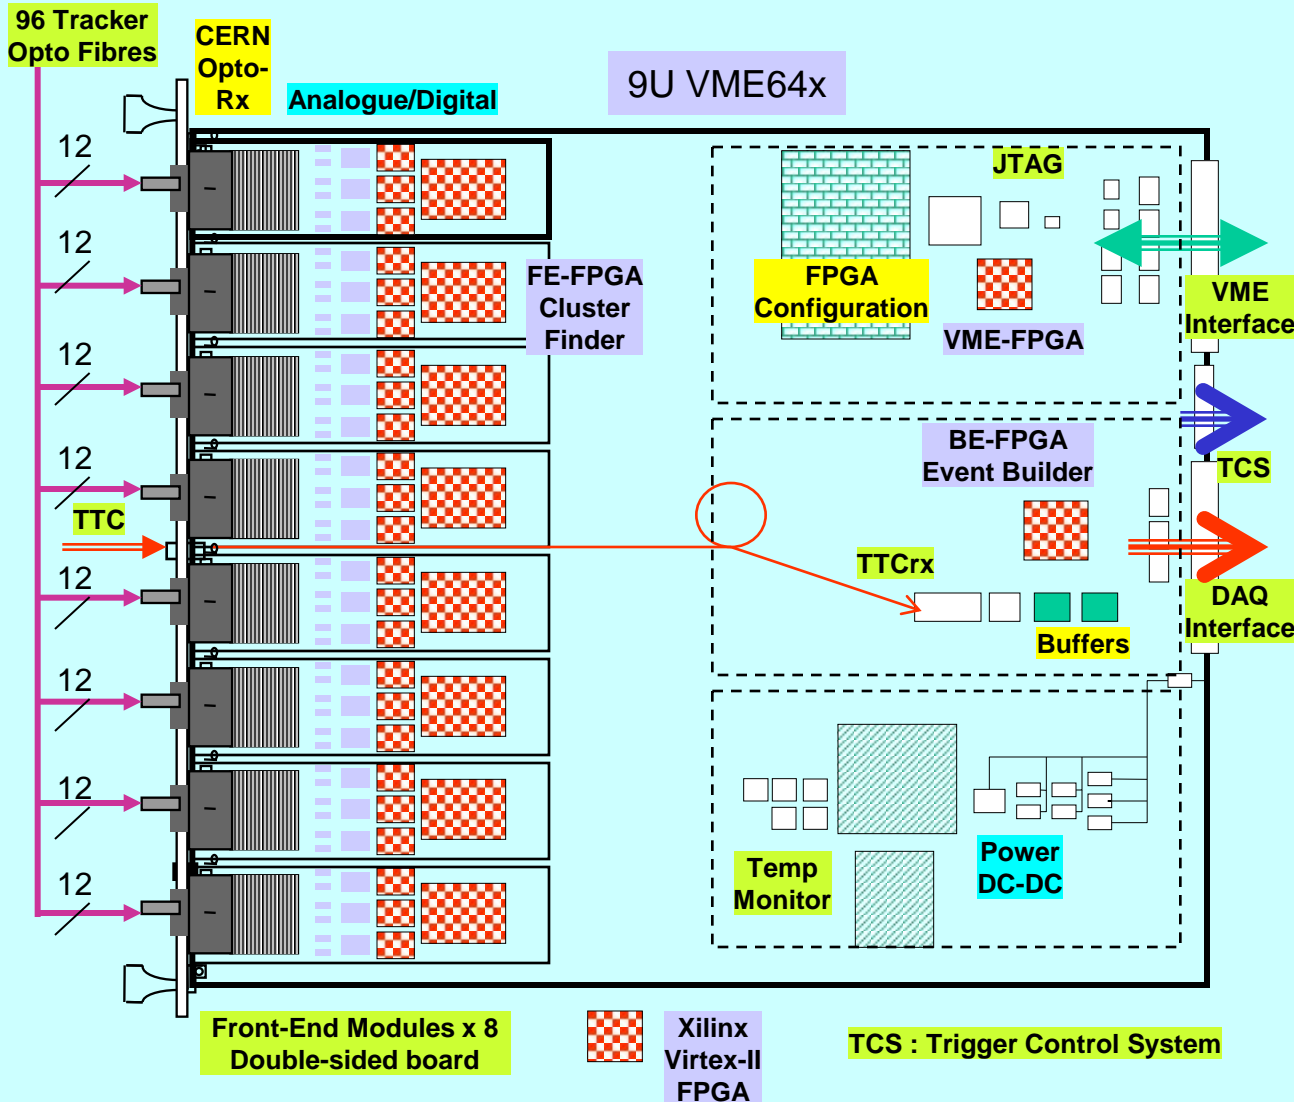 96 Tracker
Opto Fibres
CERN
Opto-
Rx
Analogue/Digital
9U VME64x
12
12
12
12
TTC
12
12
12
12
FE-FPGA
Cluster
Finder
JTAG
FPGA
Configuration
VME-FPGA
VME
Interface
BE-FPGA
Event Builder
TCS
TTCrx
Buffers
DAQ
Interface
Temp
Monitor
Power
DC-DC
Front-End Modules x 8
Double-sided board
Xilinx
Virtex-II
FPGA
TCS : Trigger Control System